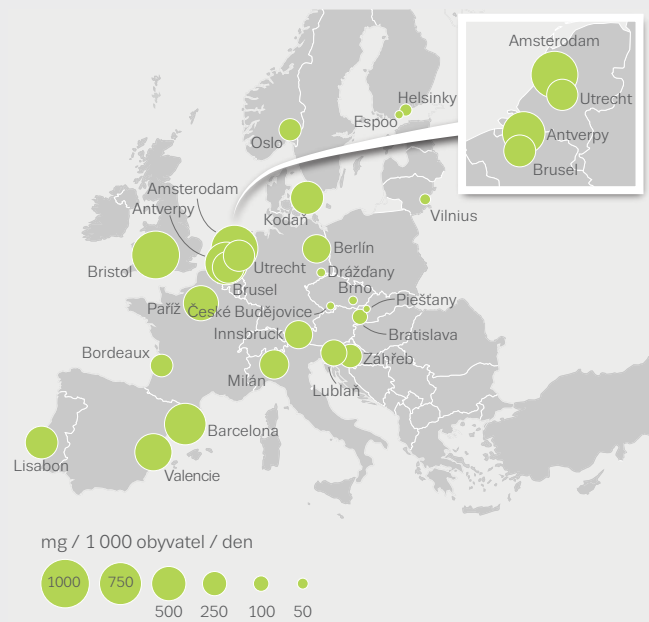 Amsterdam
Utrecht
Antverpy
Brusel
Helsinky
Espoo
Oslo
Amsterodam
Antverpy
Kodaň
Vilnius
Bristol
Utrecht
Brusel
Berlín
Drážďany
Brno
Piešťany
Paříž
České Budějovice
Innsbruck
Bratislava
Bordeaux
Milán
Záhřeb
Lublaň
Barcelona
Lisabon
Valencie
mg / 1 000 obyvatel / den
1000 750
500 250 100 50